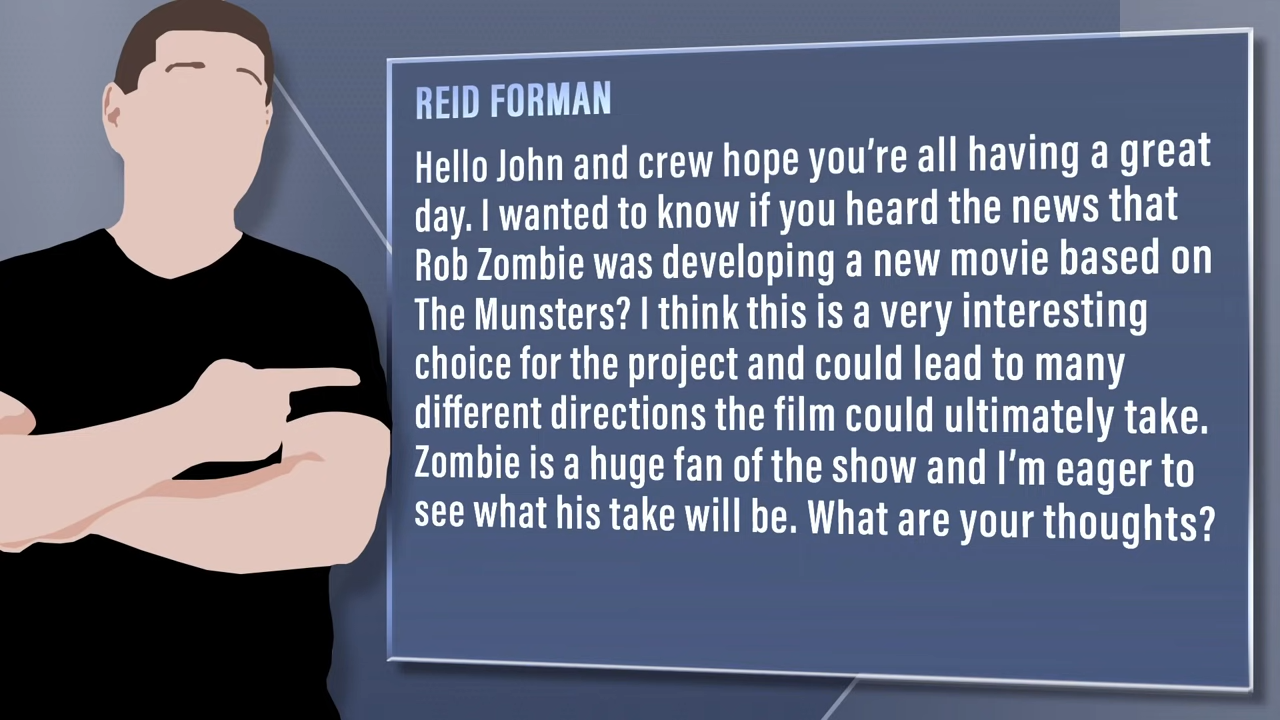 REID FORMAN
Hello John and crew hope you're all having a great
day. I wanted to know if you heard the news that
Rob Zombie was developing a new movie based on
The Munsters? I think this is a very interesting
choice for the project and could lead to many
different directions the film could ultimately take.
Zombie is a huge fan of the show and I'm eager to
see what his take will be. What are your thoughts?